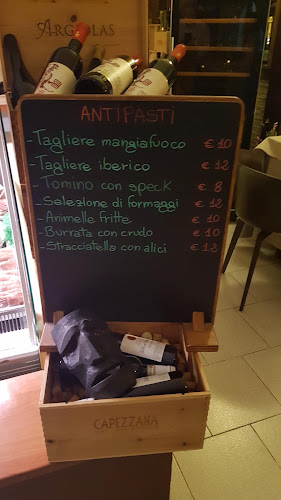 ARGIOLAS
ANTIPASTI
- Tagliere mangiafuoco € 10
- Tagliere iberico € 12
- Tomino con speck € 8
- Selezione di formaggi € 12
- Animelle fritte € 10
- Burrata con crudo € 10
- Stracciatella con alici € 12
CAPEZZANA